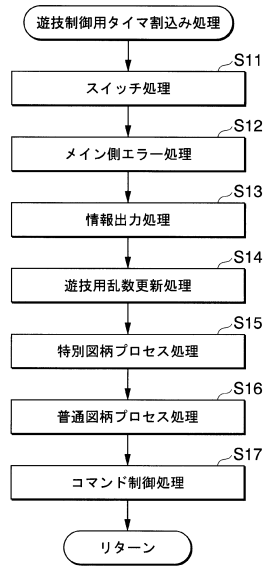 遊技制御用タイマ割込み処理
S11
スイッチ処理
S12
メイン側エラー処理
S13
情報出力処理
S14
遊技用乱数更新処理
S15
特別図柄プロセス処理
S16
普通図柄プロセス処理
S17
コマンド制御処理
リターン